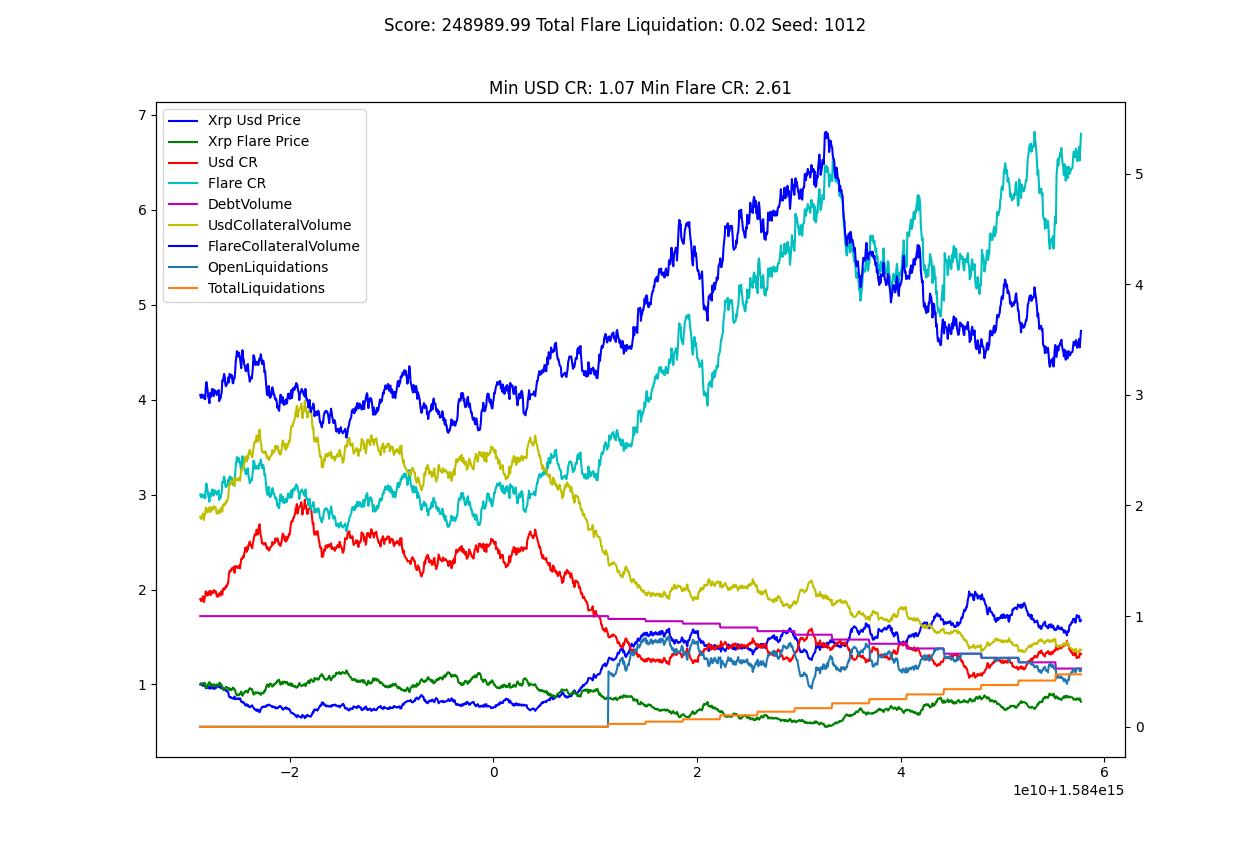 Score: 248989.99 Total Flare Liquidation: 0.02 Seed: 1012
Min USD CR: 1.07 Min Flare CR: 2.61
Xrp Usd Price
Xrp Flare Price
Usd CR
Flare CR
DebtVolume
UsdCollateralVolume
FlareCollateralVolume
OpenLiquidations
TotalLiquidations
7
6
5
4
3
2
1
5
4
3
2
1
0
−2
0
2
4
6
1e10+1.584e15